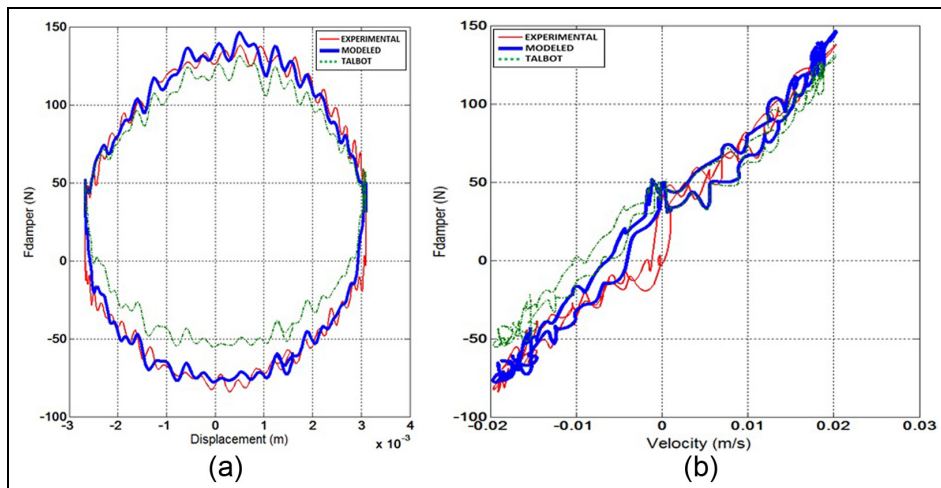 150
EXPERIMENTAL
MODELED
TALBOT
100
50
0
-50
-100
Fdamper (N)
-3 -2 -1 0 1 2 3 4
Displacement (m)
x 10⁻³
(a)
150
EXPERIMENTAL
MODELED
TALBOT
100
50
0
-50
-100
Fdamper (N)
-0.02 -0.01 0 0.01 0.02 0.03
Velocity (m/s)
(b)